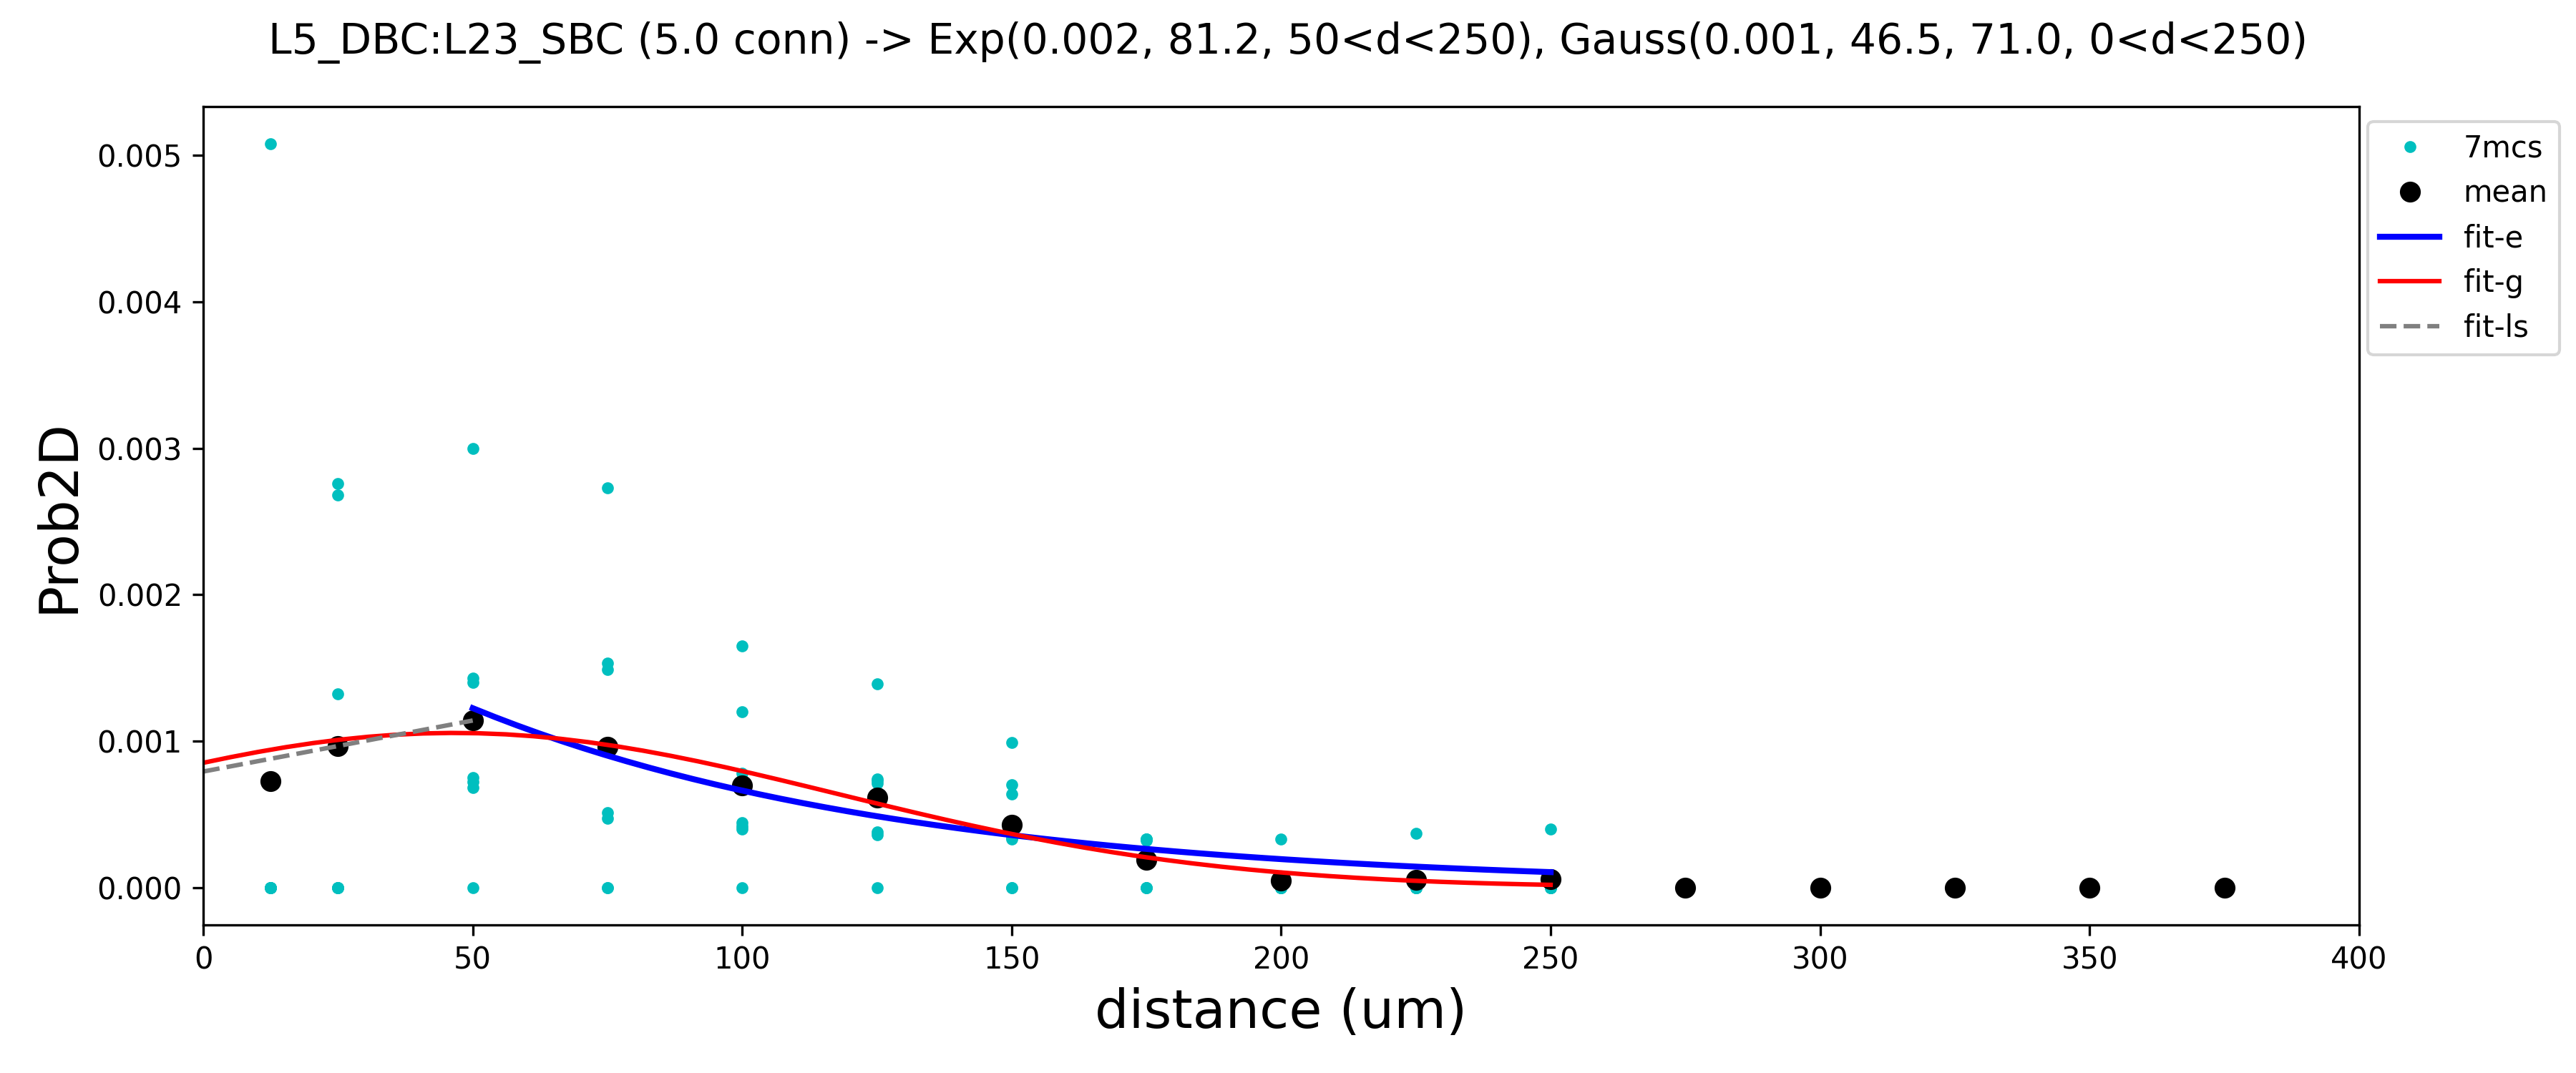 L5_DBC:L23_SBC (5.0 conn) -> Exp(0.002, 81.2, 50<d<250), Gauss(0.001, 46.5, 71.0, 0<d<250)
0.005
0.004
0.003
0.002
0.001
0.000
Prob2D
0 50 100 150 200 250 300 350 400
distance (um)
7mcs
mean
fit-e
fit-g
fit-ls